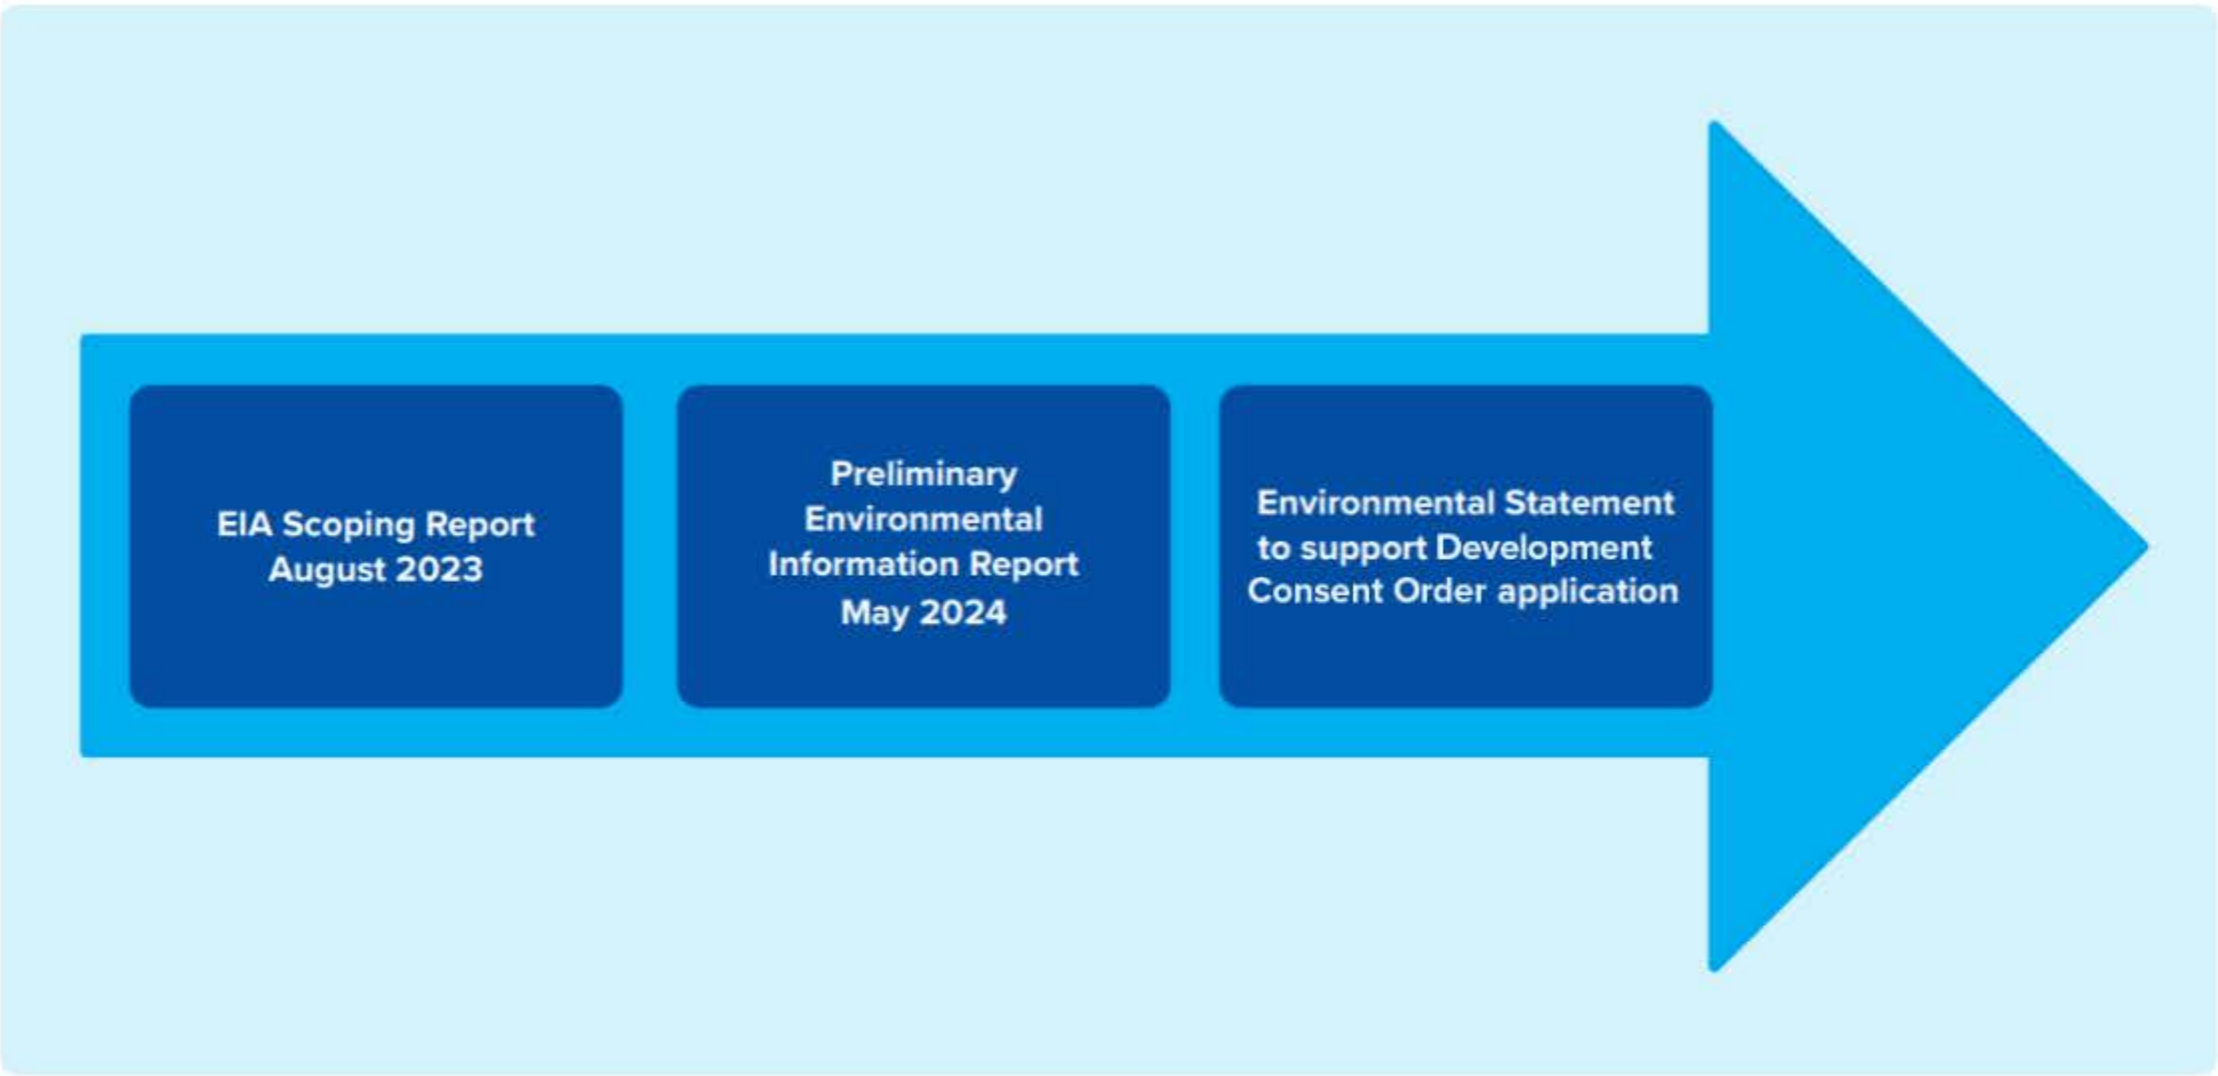 EIA Scoping Report
August 2023
Preliminary
Environmental
Information Report
May 2024
Environmental Statement
to support Development
Consent Order application